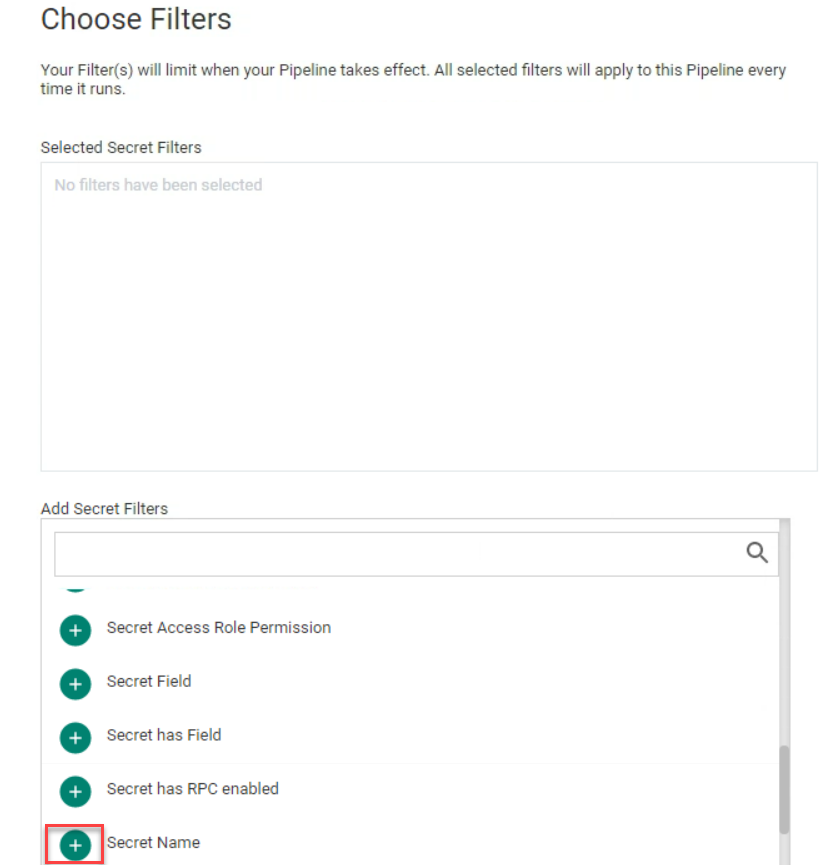 Choose Filters
Your Filter(s) will limit when your Pipeline takes effect. All selected filters will apply to this Pipeline every
time it runs.
Selected Secret Filters
No filters have been selected
Add Secret Filters
Secret Access Role Permission
Secret Field
Secret has Field
Secret has RPC enabled
Secret Name